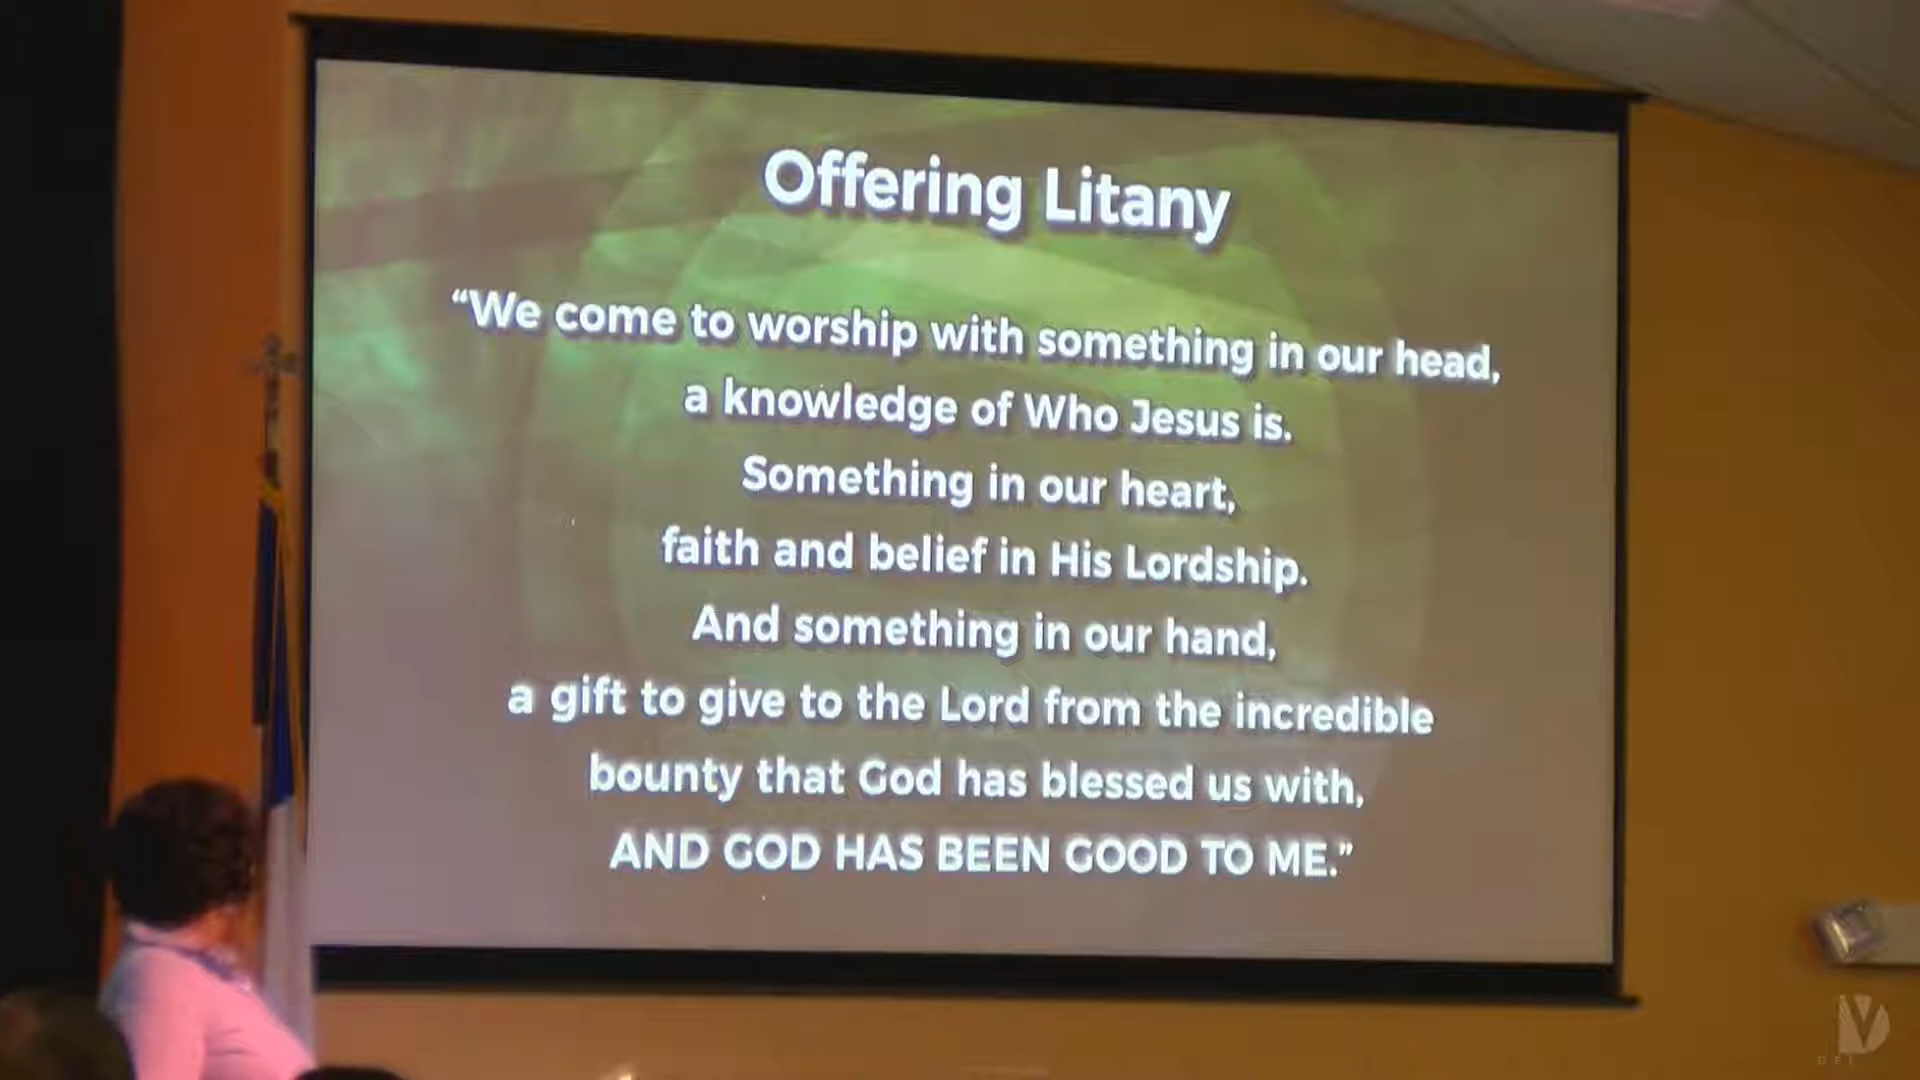 Offering Litany
“We come to worship with something in our head,
a knowledge of Who Jesus is.
Something in our heart,
faith and belief in His Lordship.
And something in our hand,
a gift to give to the Lord from the incredible
bounty that God has blessed us with,
AND GOD HAS BEEN GOOD TO ME.”